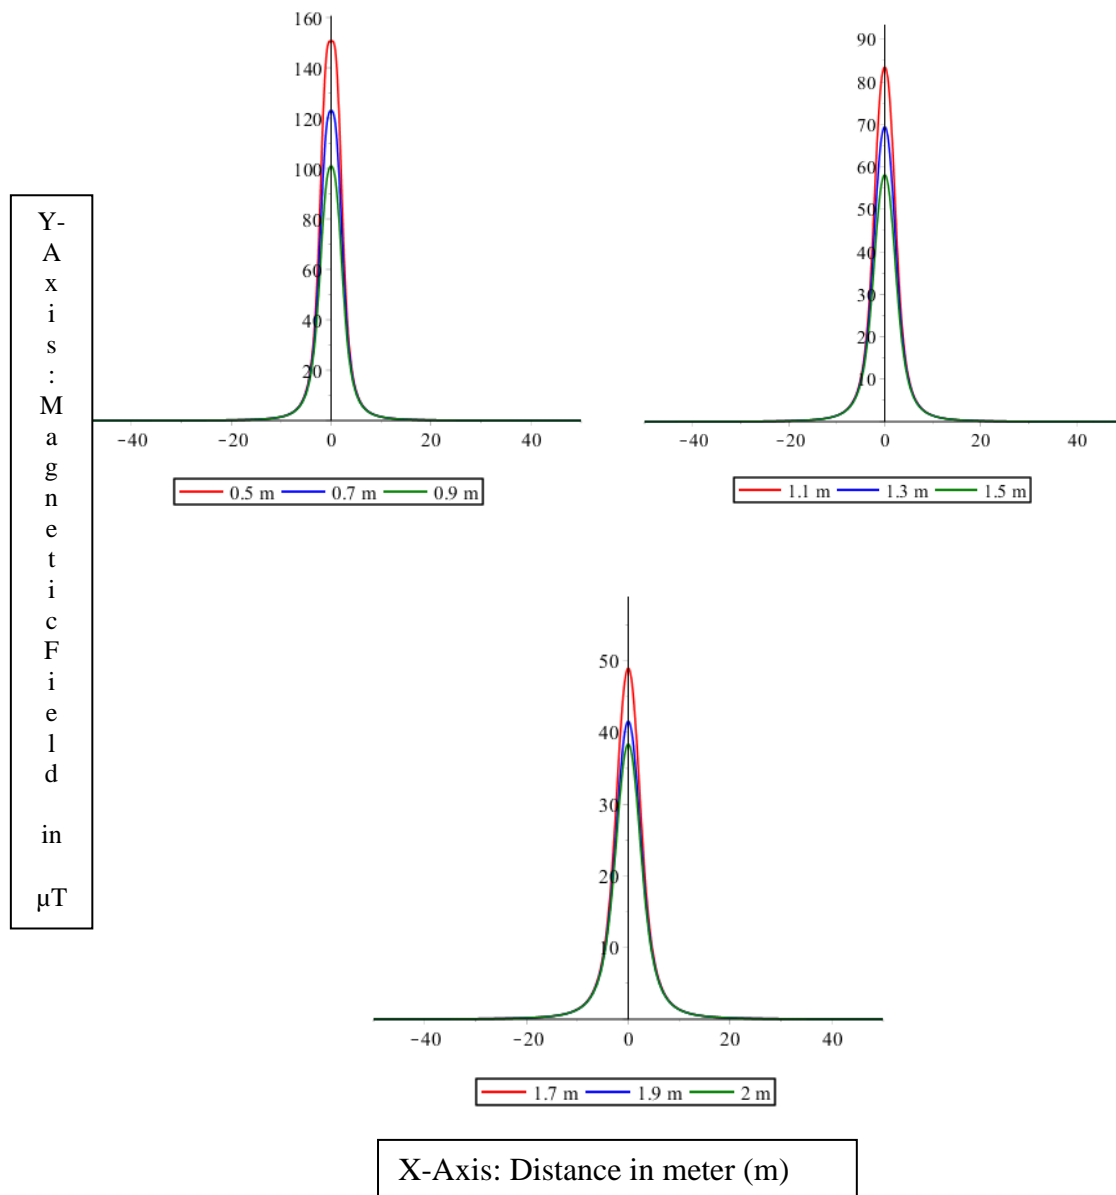 160
140
120
100
80
60
40
20
−40 −20 0 20 40
0.5 m 0.7 m 0.9 m
90
80
70
60
50
40
30
20
10
−40 −20 0 20 40
1.1 m 1.3 m 1.5 m
Y-
A
x
i
s
:
M
a
g
n
e
t
i
c
F
i
e
l
d
in
μT
50
40
30
20
10
−40 −20 0 20 40
1.7 m 1.9 m 2 m
X-Axis: Distance in meter (m)